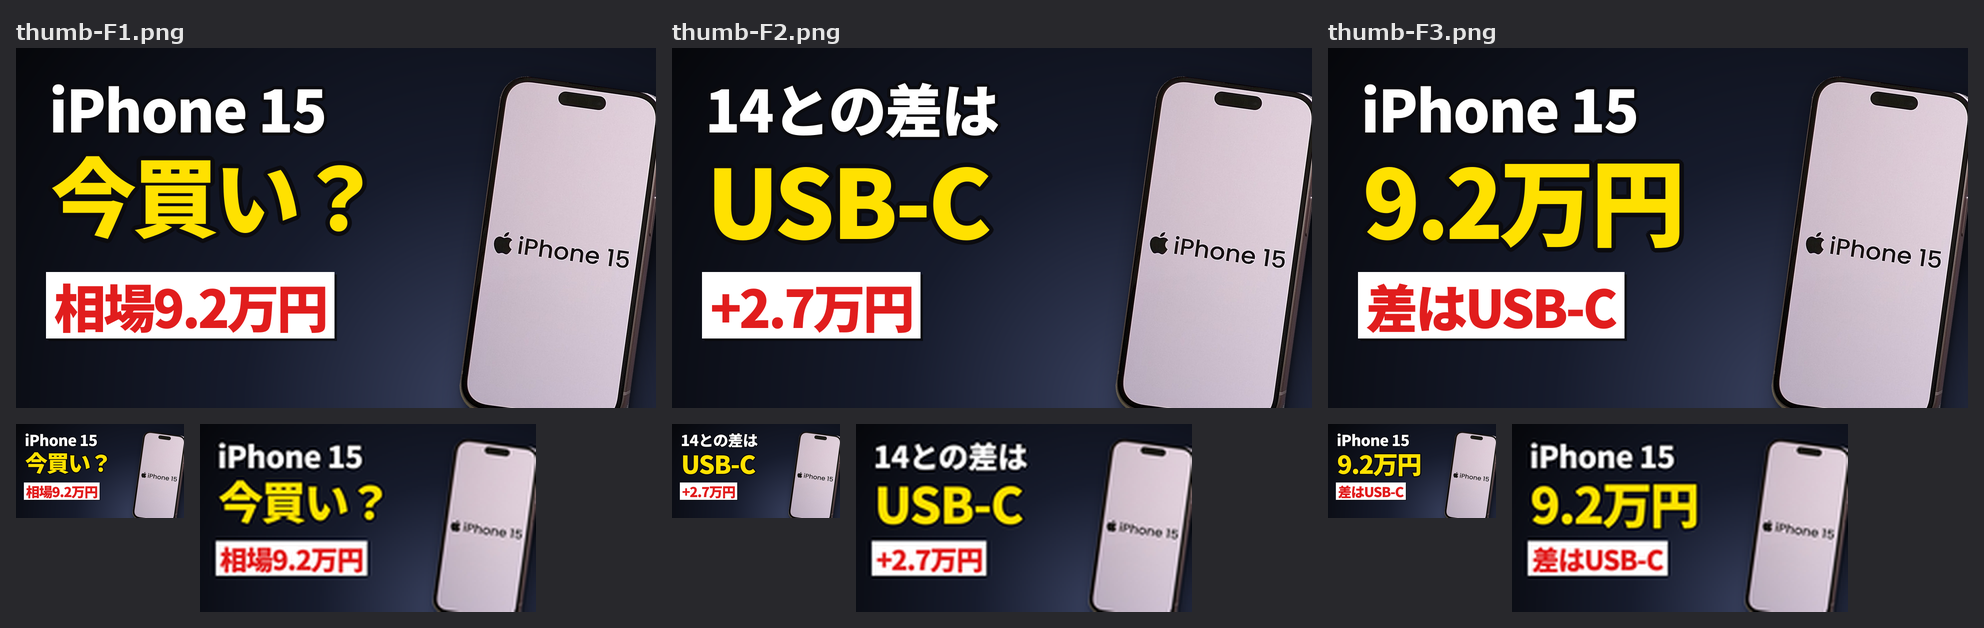 thumb-F1.png
iPhone 15
今買い？
相場9.2万円
iPhone 15
thumb-F2.png
14との差は
USB-C
+2.7万円
iPhone 15
thumb-F3.png
iPhone 15
9.2万円
差はUSB-C
iPhone 15
iPhone 15
今買い？
相場9.2万円
iPhone 15
iPhone 15
今買い？
相場9.2万円
iPhone 15
14との差は
USB-C
+2.7万円
iPhone 15
14との差は
USB-C
+2.7万円
iPhone 15
iPhone 15
9.2万円
差はUSB-C
iPhone 15
iPhone 15
9.2万円
差はUSB-C
iPhone 15